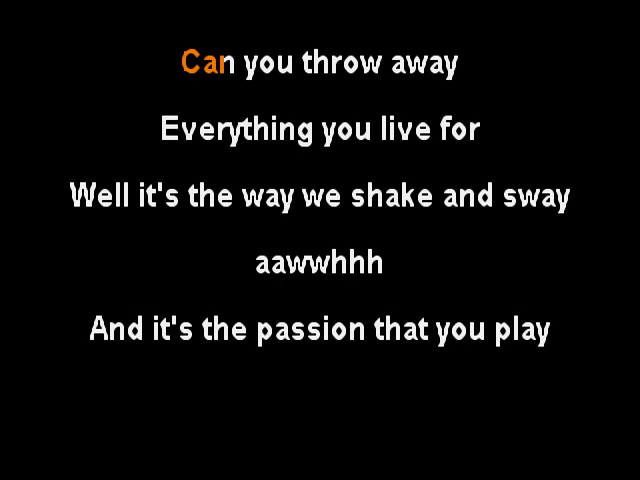 Can you throw away
Everything you live for
Well it's the way we shake and sway
aawwhhh
And it's the passion that you play